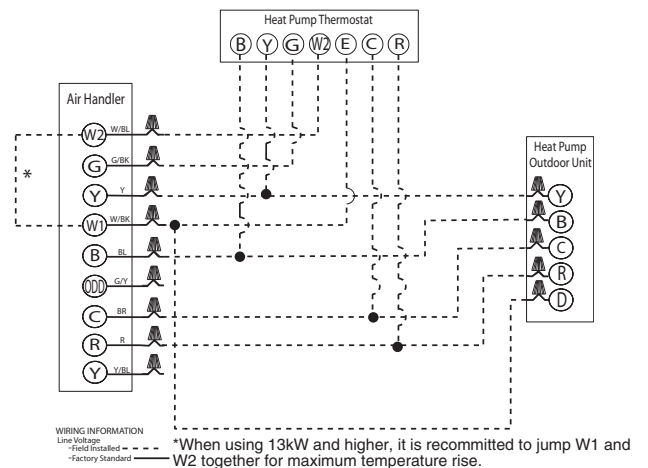 Heat Pump Thermostat
B Y G W2 E C R
Air Handler
W2 W/BL
G G/BK
Y Y
W1 W/BK
B BL
ODD G/Y
C BR
R R
Y Y/BL
*
Heat Pump
Outdoor Unit
Y
B
C
R
D
WIRING INFORMATION
Line Voltage
-Field Installed
-Factory Standard
*When using 13kW and higher, it is recommitted to jump W1 and
W2 together for maximum temperature rise.